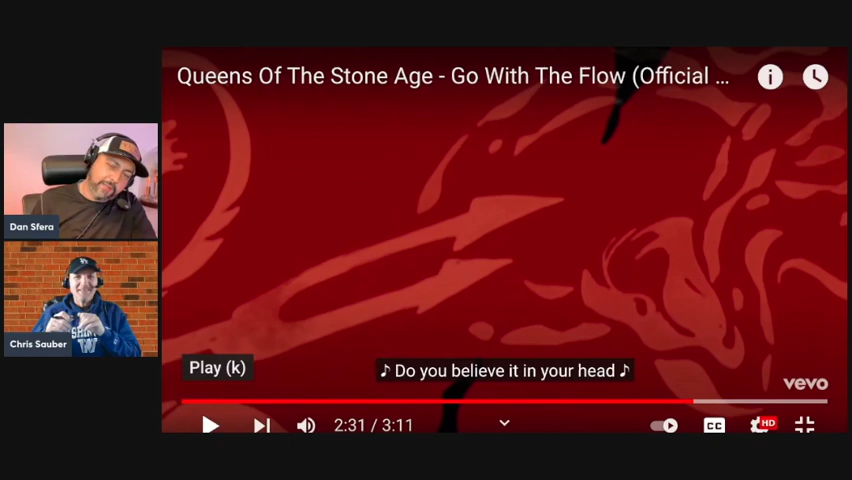 Queens Of The Stone Age - Go With The Flow (Official ...
Dan Sfera
Chris Sauber
Play (k)
♪ Do you believe it in your head ♪
vevo
2:31 / 3:11
CC
HD
W